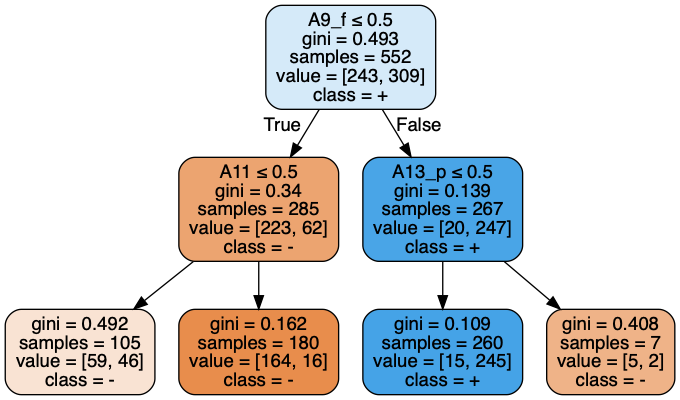 A9_f ≤ 0.5
gini = 0.493
samples = 552
value = [243, 309]
class = +
True
False
A11 ≤ 0.5
gini = 0.34
samples = 285
value = [223, 62]
class = -
A13_p ≤ 0.5
gini = 0.139
samples = 267
value = [20, 247]
class = +
gini = 0.492
samples = 105
value = [59, 46]
class = -
gini = 0.162
samples = 180
value = [164, 16]
class = -
gini = 0.109
samples = 260
value = [15, 245]
class = +
gini = 0.408
samples = 7
value = [5, 2]
class = -